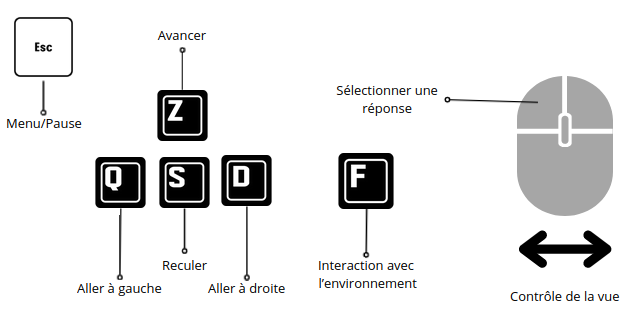 Esc
Menu/Pause
Avancer
Z
Q
S
D
Aller à gauche
Reculer
Aller à droite
F
Interaction avec
l’environnement
Sélectionner une
réponse
Contrôle de la vue